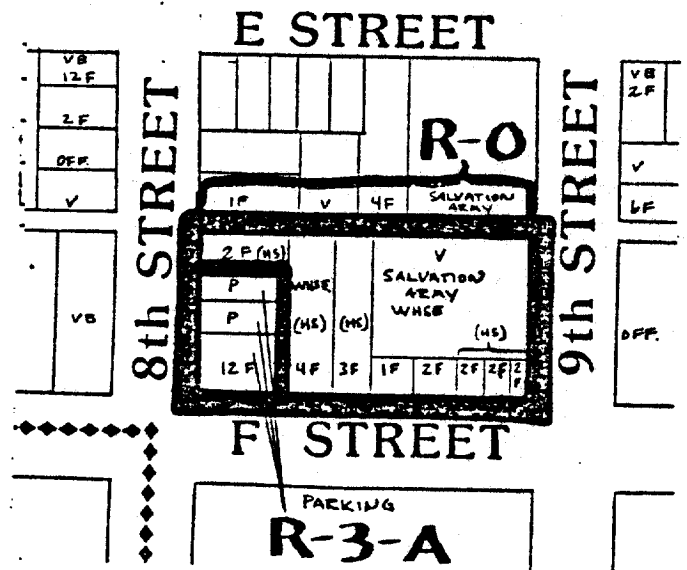 E STREET
VB
12F
2F
OFF.
V
8th STREET
R-O
9th STREET
VB
2F
V
6F
1F
V
4F
SALVATION
ARMY
2F (HS)
P
P
12F
WHSE
(HS)
4F
(HS)
3F
V
SALVATION
ARMY
WHSE
(HS)
1F
2F
2F
2F
2
F
VB
OFF.
F STREET
PARKING
R-3-A